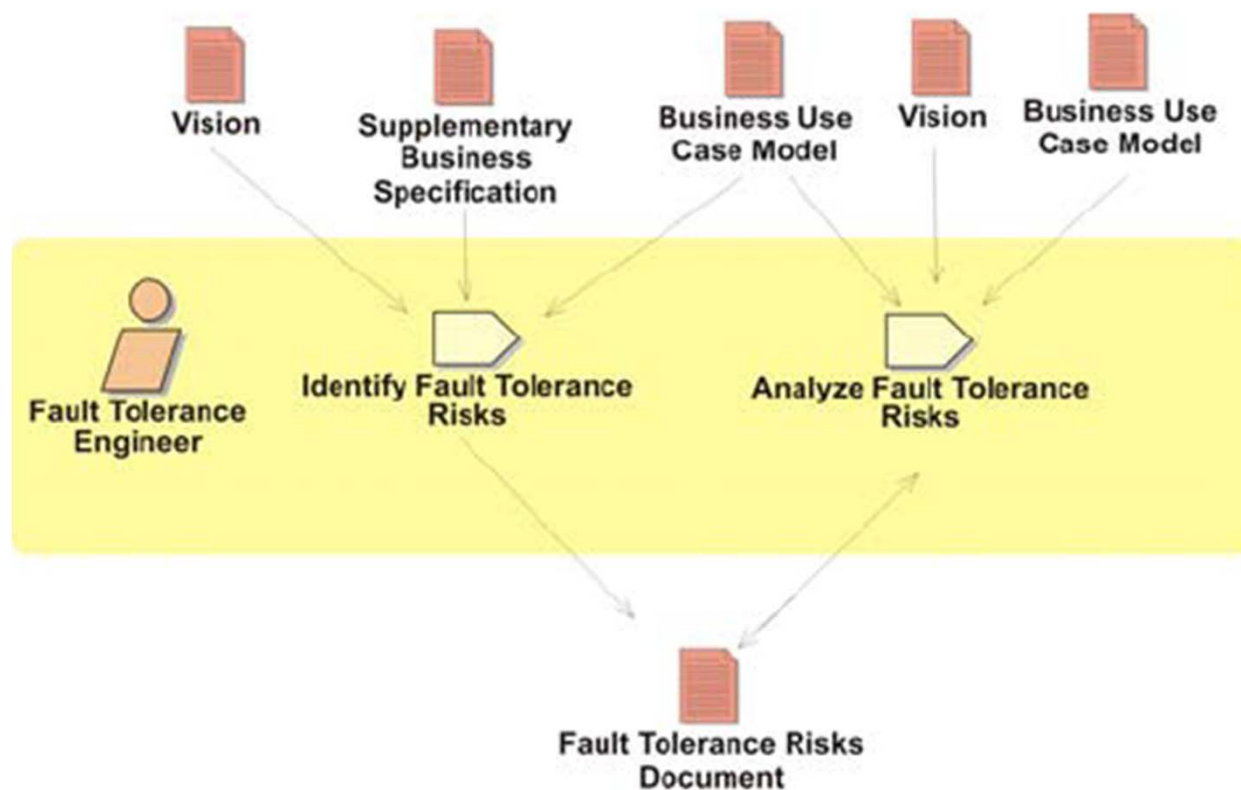 Vision
Supplementary
Business
Specification
Business Use
Case Model
Vision
Business Use
Case Model
Fault Tolerance
Engineer
Identify Fault Tolerance
Risks
Analyze Fault Tolerance
Risks
Fault Tolerance Risks
Document